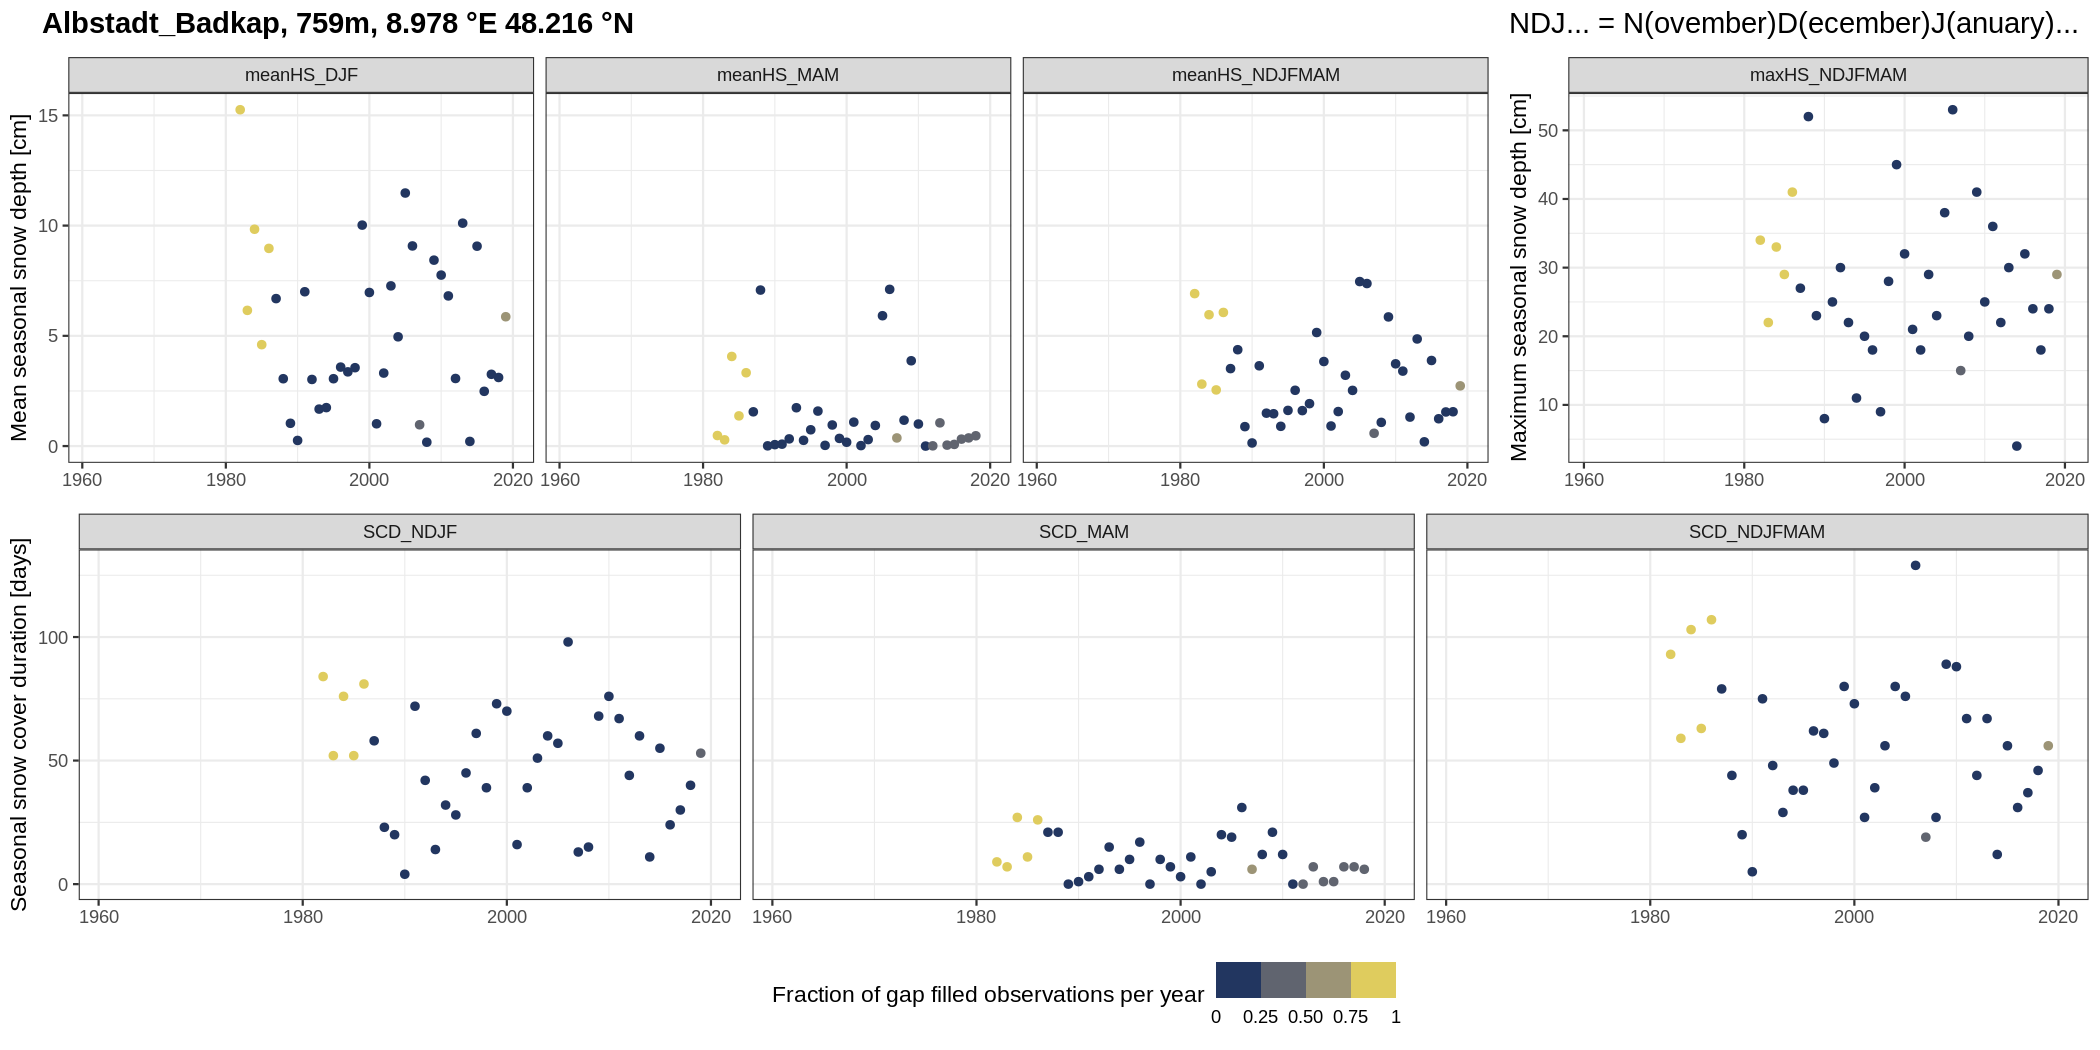 Albstadt_Badkap, 759m, 8.978 °E 48.216 °N
NDJ... = N(ovember)D(ecember)J(anuary)...
meanHS_DJF
meanHS_MAM
meanHS_NDJFMAM
maxHS_NDJFMAM
Mean seasonal snow depth [cm]
15
10
5
0
1960 1980 2000 2020
1960 1980 2000 2020
1960 1980 2000 2020
Maximum seasonal snow depth [cm]
50
40
30
20
10
1960 1980 2000 2020
SCD_NDJF
SCD_MAM
SCD_NDJFMAM
Seasonal snow cover duration [days]
100
50
0
1960 1980 2000 2020
1960 1980 2000 2020
1960 1980 2000 2020
Fraction of gap filled observations per year
0 0.25 0.50 0.75 1